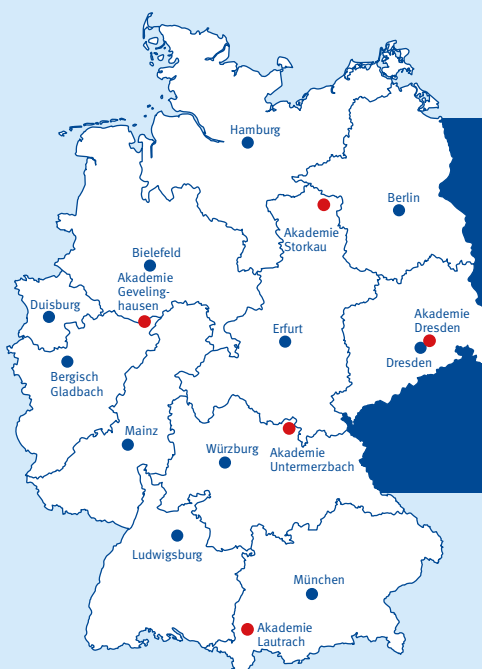 Hamburg
Berlin
Akademie
Storkau
Bielefeld
Akademie
Geveling-
hausen
Duisburg
Akademie
Dresden
Erfurt
Dresden
Bergisch
Gladbach
Mainz
Würzburg
Akademie
Untermerzbach
Ludwigsburg
München
Akademie
Lautrach